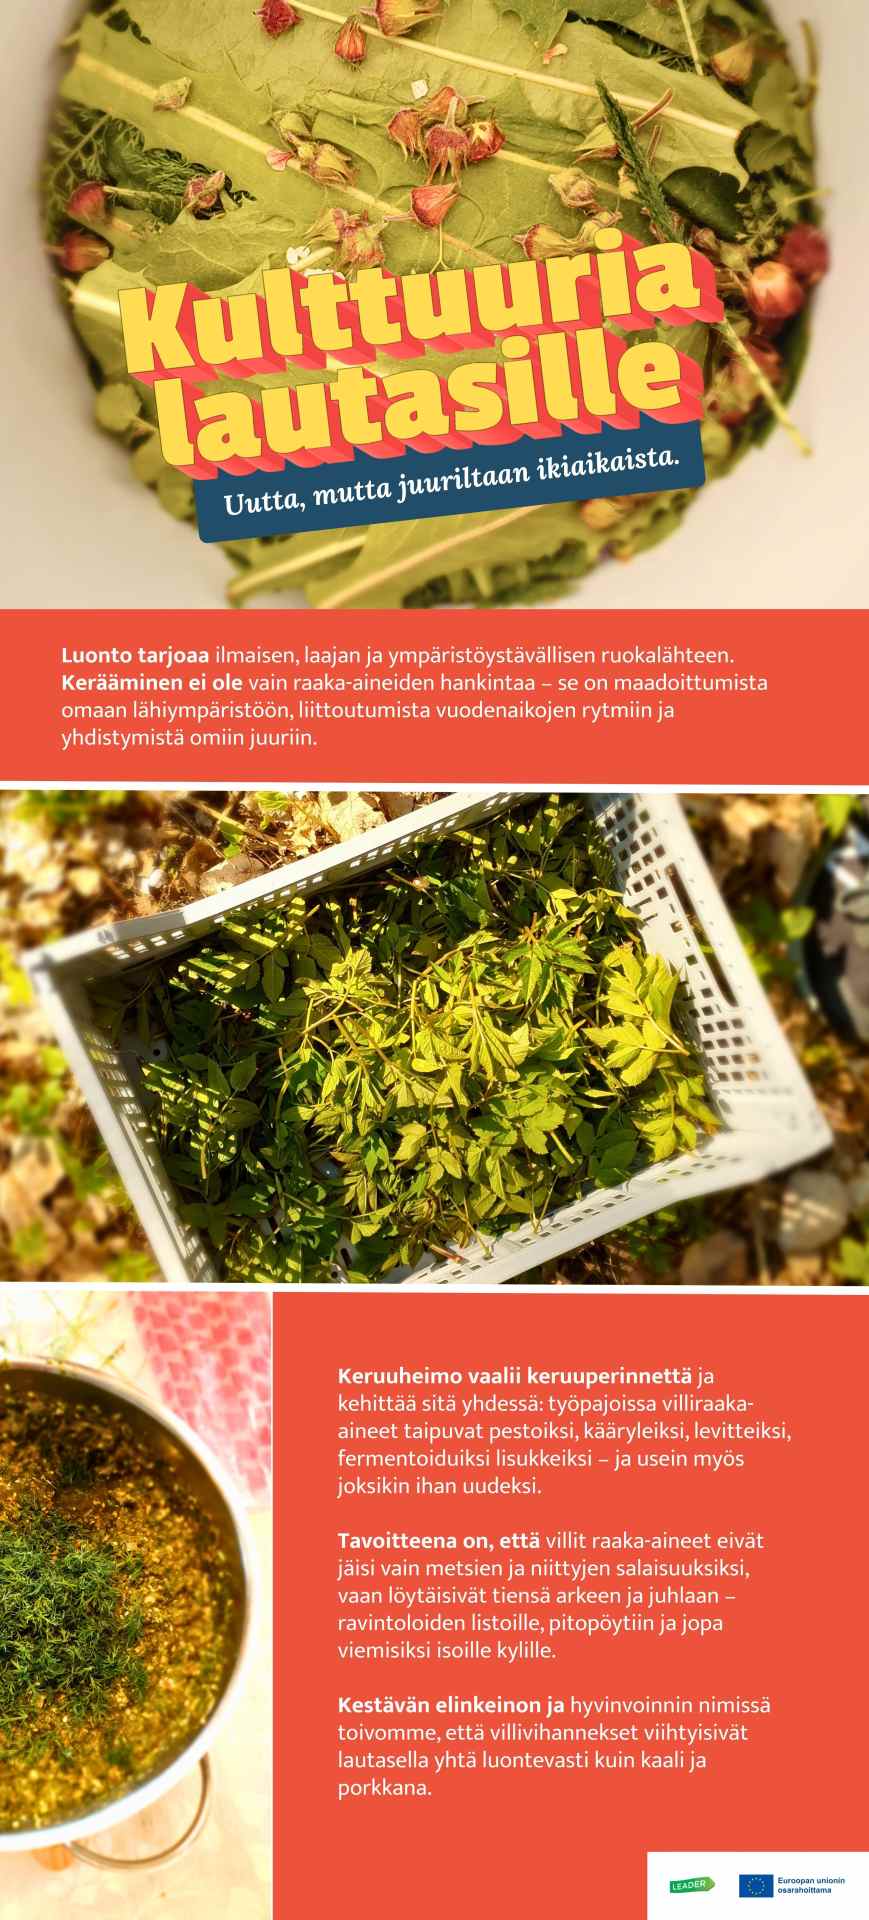 Kulttuuria
lautasille
Uutta, mutta juuriltaan ikiaikaista.
Luonto tarjoaa ilmaisen, laajan ja ympäristöystävällisen ruokalähteen.
Kerääminen ei ole vain raaka-aineiden hankintaa – se on maadoittumista
omaan lähiympäristöön, liittoutumista vuodenaikojen rytmiin ja
yhdistymistä omiin juuriin.
Keruuheimo vaalii keruuperinnettä ja
kehittää sitä yhdessä: työpajoissa villiraaka-
aineet taipuvat pestoiksi, kääryleiksi, levitteiksi,
fermentoiduiksi lisukkeiksi – ja usein myös
joksikin ihan uudeksi.
Tavoitteena on, että villit raaka-aineet eivät
jäisi vain metsien ja niittyjen salaisuuksiksi,
vaan löytäisivät tiensä arkeen ja juhlaan –
ravintoloiden listoille, pitopöytiin ja jopa
viemisiksi isoille kylille.
Kestävän elinkeinon ja hyvinvoinnin nimissä
toivomme, että villivihannekset viihtyisivät
lautasella yhtä luontevasti kuin kaali ja
porkkana.
LEADER
Euroopan unionin
osarahoittama